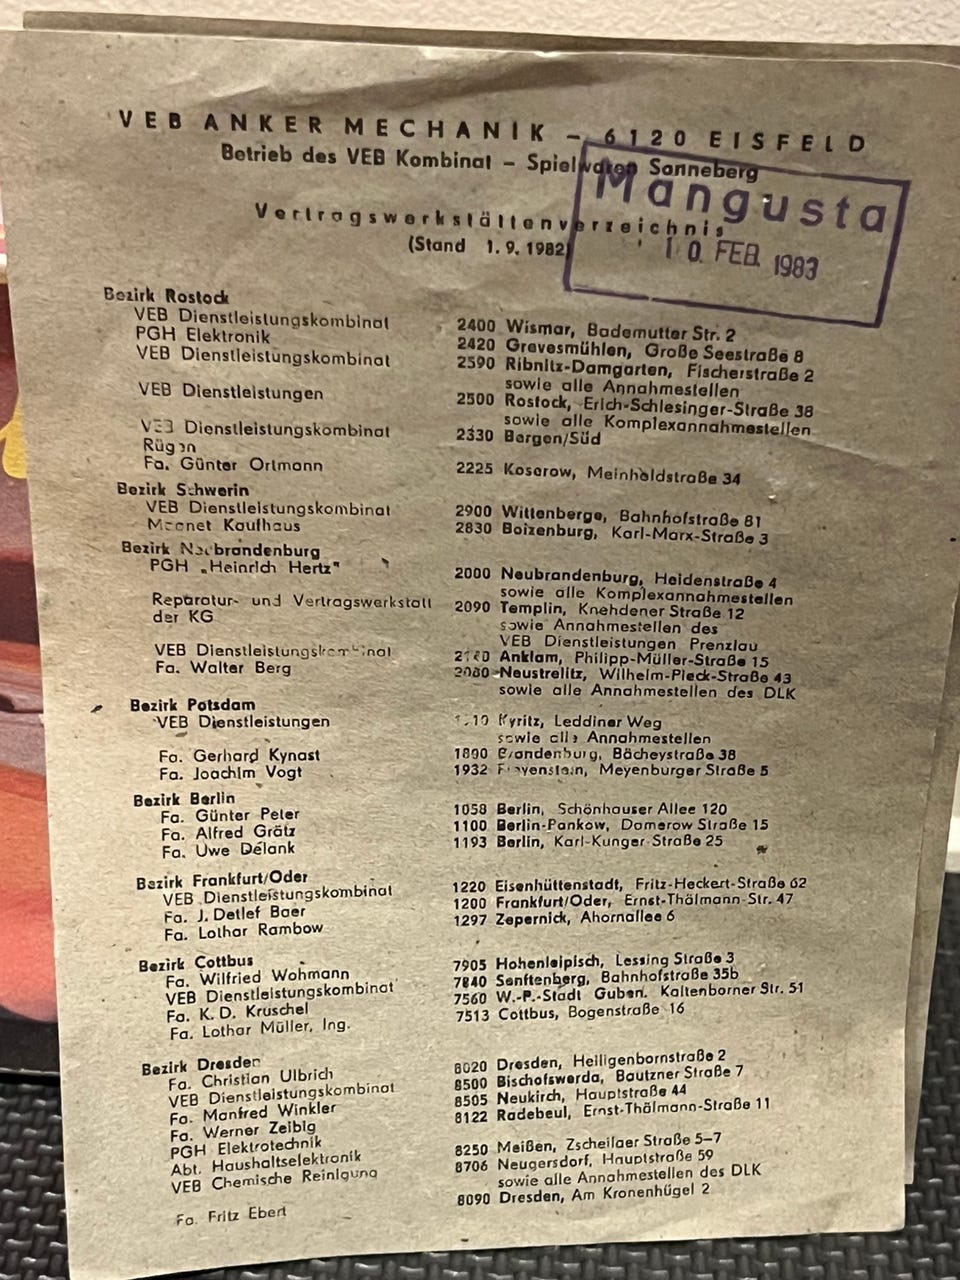 VEB ANKER MECHANIK – 6120 EISFELD
Betrieb des VEB Kombinat – Spielwaren Sonneberg
Mangusta
10. FEB. 1983
Vertragswerkstättenverzeichnis
(Stand 1.9.1982)
Bezirk Rostock
VEB Dienstleistungskombinat 2400 Wismar, Bademutter Str. 2
PGH Elektronik 2420 Grevesmühlen, Große Seestraße 8
VEB Dienstleistungskombinat 2590 Ribnitz-Damgarten, Fischerstraße 2
sowie alle Annahmestellen
VEB Dienstleistungen 2500 Rostock, Erich-Schlesinger-Straße 38
sowie alle Komplexannahmestellen
VEB Dienstleistungskombinat 2330 Bergen/Süd
Rügen
Fa. Günter Ortmann 2225 Koserow, Meinholdstraße 34
Bezirk Schwerin
VEB Dienstleistungskombinat 2900 Wittenberge, Bahnhofstraße 81
Magnet Kaufhaus 2830 Boizenburg, Karl-Marx-Straße 3
Bezirk Neubrandenburg
PGH „Heinrich Hertz" 2000 Neubrandenburg, Heidenstraße 4
sowie alle Komplexannahmestellen
Reparatur- und Vertragswerkstatt 2090 Templin, Knehdener Straße 12
der KG sowie Annahmestellen des
VEB Dienstleistungen Prenzlau
VEB Dienstleistungskombinat Anklam, Philipp-Müller-Straße 15
Fa. Walter Berg 2080 Neustrelitz, Wilhelm-Pieck-Straße 43
sowie alle Annahmestellen des DLK
Bezirk Potsdam
VEB Dienstleistungen Kyritz, Leddiner Weg
sowie alle Annahmestellen
Fa. Gerhard Kynast 1800 Brandenburg, Bächeystraße 38
Fa. Joachim Vogt 1932 Freyenstein, Meyenburger Straße 5
Bezirk Berlin
Fa. Günter Peter 1058 Berlin, Schönhauser Allee 120
Fa. Alfred Grätz 1100 Berlin-Pankow, Damerow Straße 15
Fa. Uwe Delank 1193 Berlin, Karl-Kunger-Straße 25
Bezirk Frankfurt/Oder
VEB Dienstleistungskombinat 1220 Eisenhüttenstadt, Fritz-Heckert-Straße 62
Fa. J. Detlef Baer 1200 Frankfurt/Oder, Ernst-Thälmann-Str. 47
Fa. Lothar Rambow 1297 Zepernick, Ahornallee 6
Bezirk Cottbus
Fa. Wilfried Wohmann 7905 Hohenleipisch, Lessing Straße 3
VEB Dienstleistungskombinat 7840 Senftenberg, Bahnhofstraße 35b
Fa. K. D. Kruschel 7560 W.-P.-Stadt Guben, Kaltenborner Str. 51
Fa. Lothar Müller, Ing. 7513 Cottbus, Bogenstraße 16
Bezirk Dresden
Fa. Christian Ulbrich 8020 Dresden, Heiligenbornstraße 2
VEB Dienstleistungskombinat 8500 Bischofswerda, Bautzner Straße 7
Fa. Manfred Winkler 8505 Neukirch, Hauptstraße 44
Fa. Werner Zeibig 8122 Radebeul, Ernst-Thälmann-Straße 11
PGH Elektrotechnik
Abt. Haushaltselektronik 8250 Meißen, Zscheilaer Straße 5–7
VEB Chemische Reinigung 8706 Neugersdorf, Hauptstraße 59
sowie alle Annahmestellen des DLK
Fa. Fritz Ebert 8090 Dresden, Am Kronenhügel 2